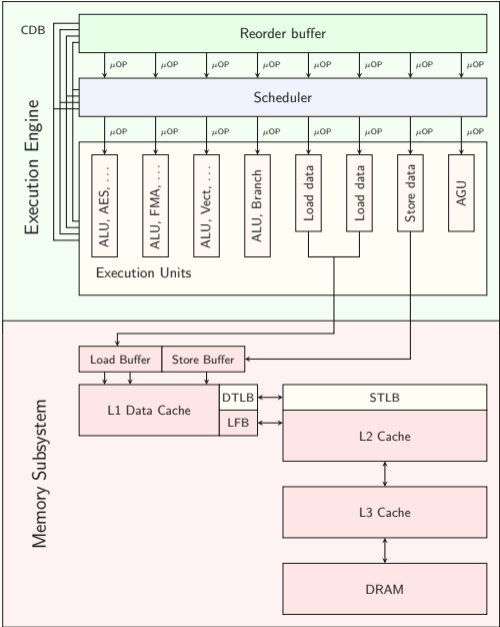 CDB
Reorder buffer
μOP μOP μOP μOP μOP μOP μOP μOP
Scheduler
μOP μOP μOP μOP μOP μOP μOP μOP
Execution Engine
ALU, AES, . . .
ALU, FMA, . . .
ALU, Vect, . . .
ALU, Branch
Load data
Load data
Store data
AGU
Execution Units
Memory Subsystem
Load Buffer
Store Buffer
L1 Data Cache
DTLB
LFB
STLB
L2 Cache
L3 Cache
DRAM